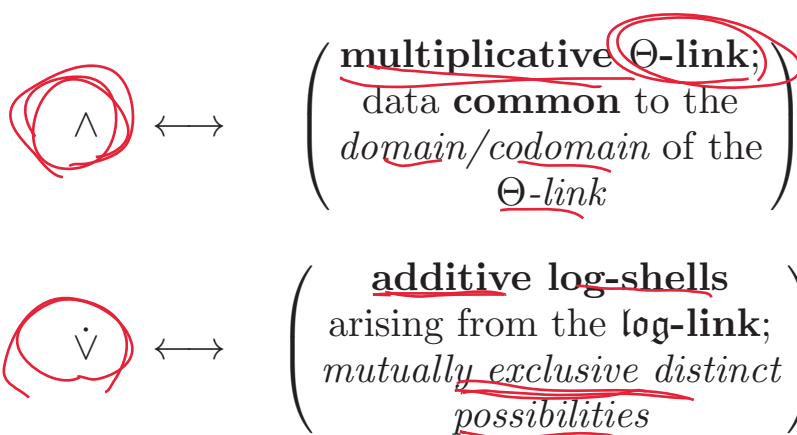 ∧ ⟷ ( multiplicative Θ-link;
data common to the
domain/codomain of the
Θ-link )
∨̇ ⟷ ( additive log-shells
arising from the 𝔩𝔬𝔤-link;
mutually exclusive distinct
possibilities )